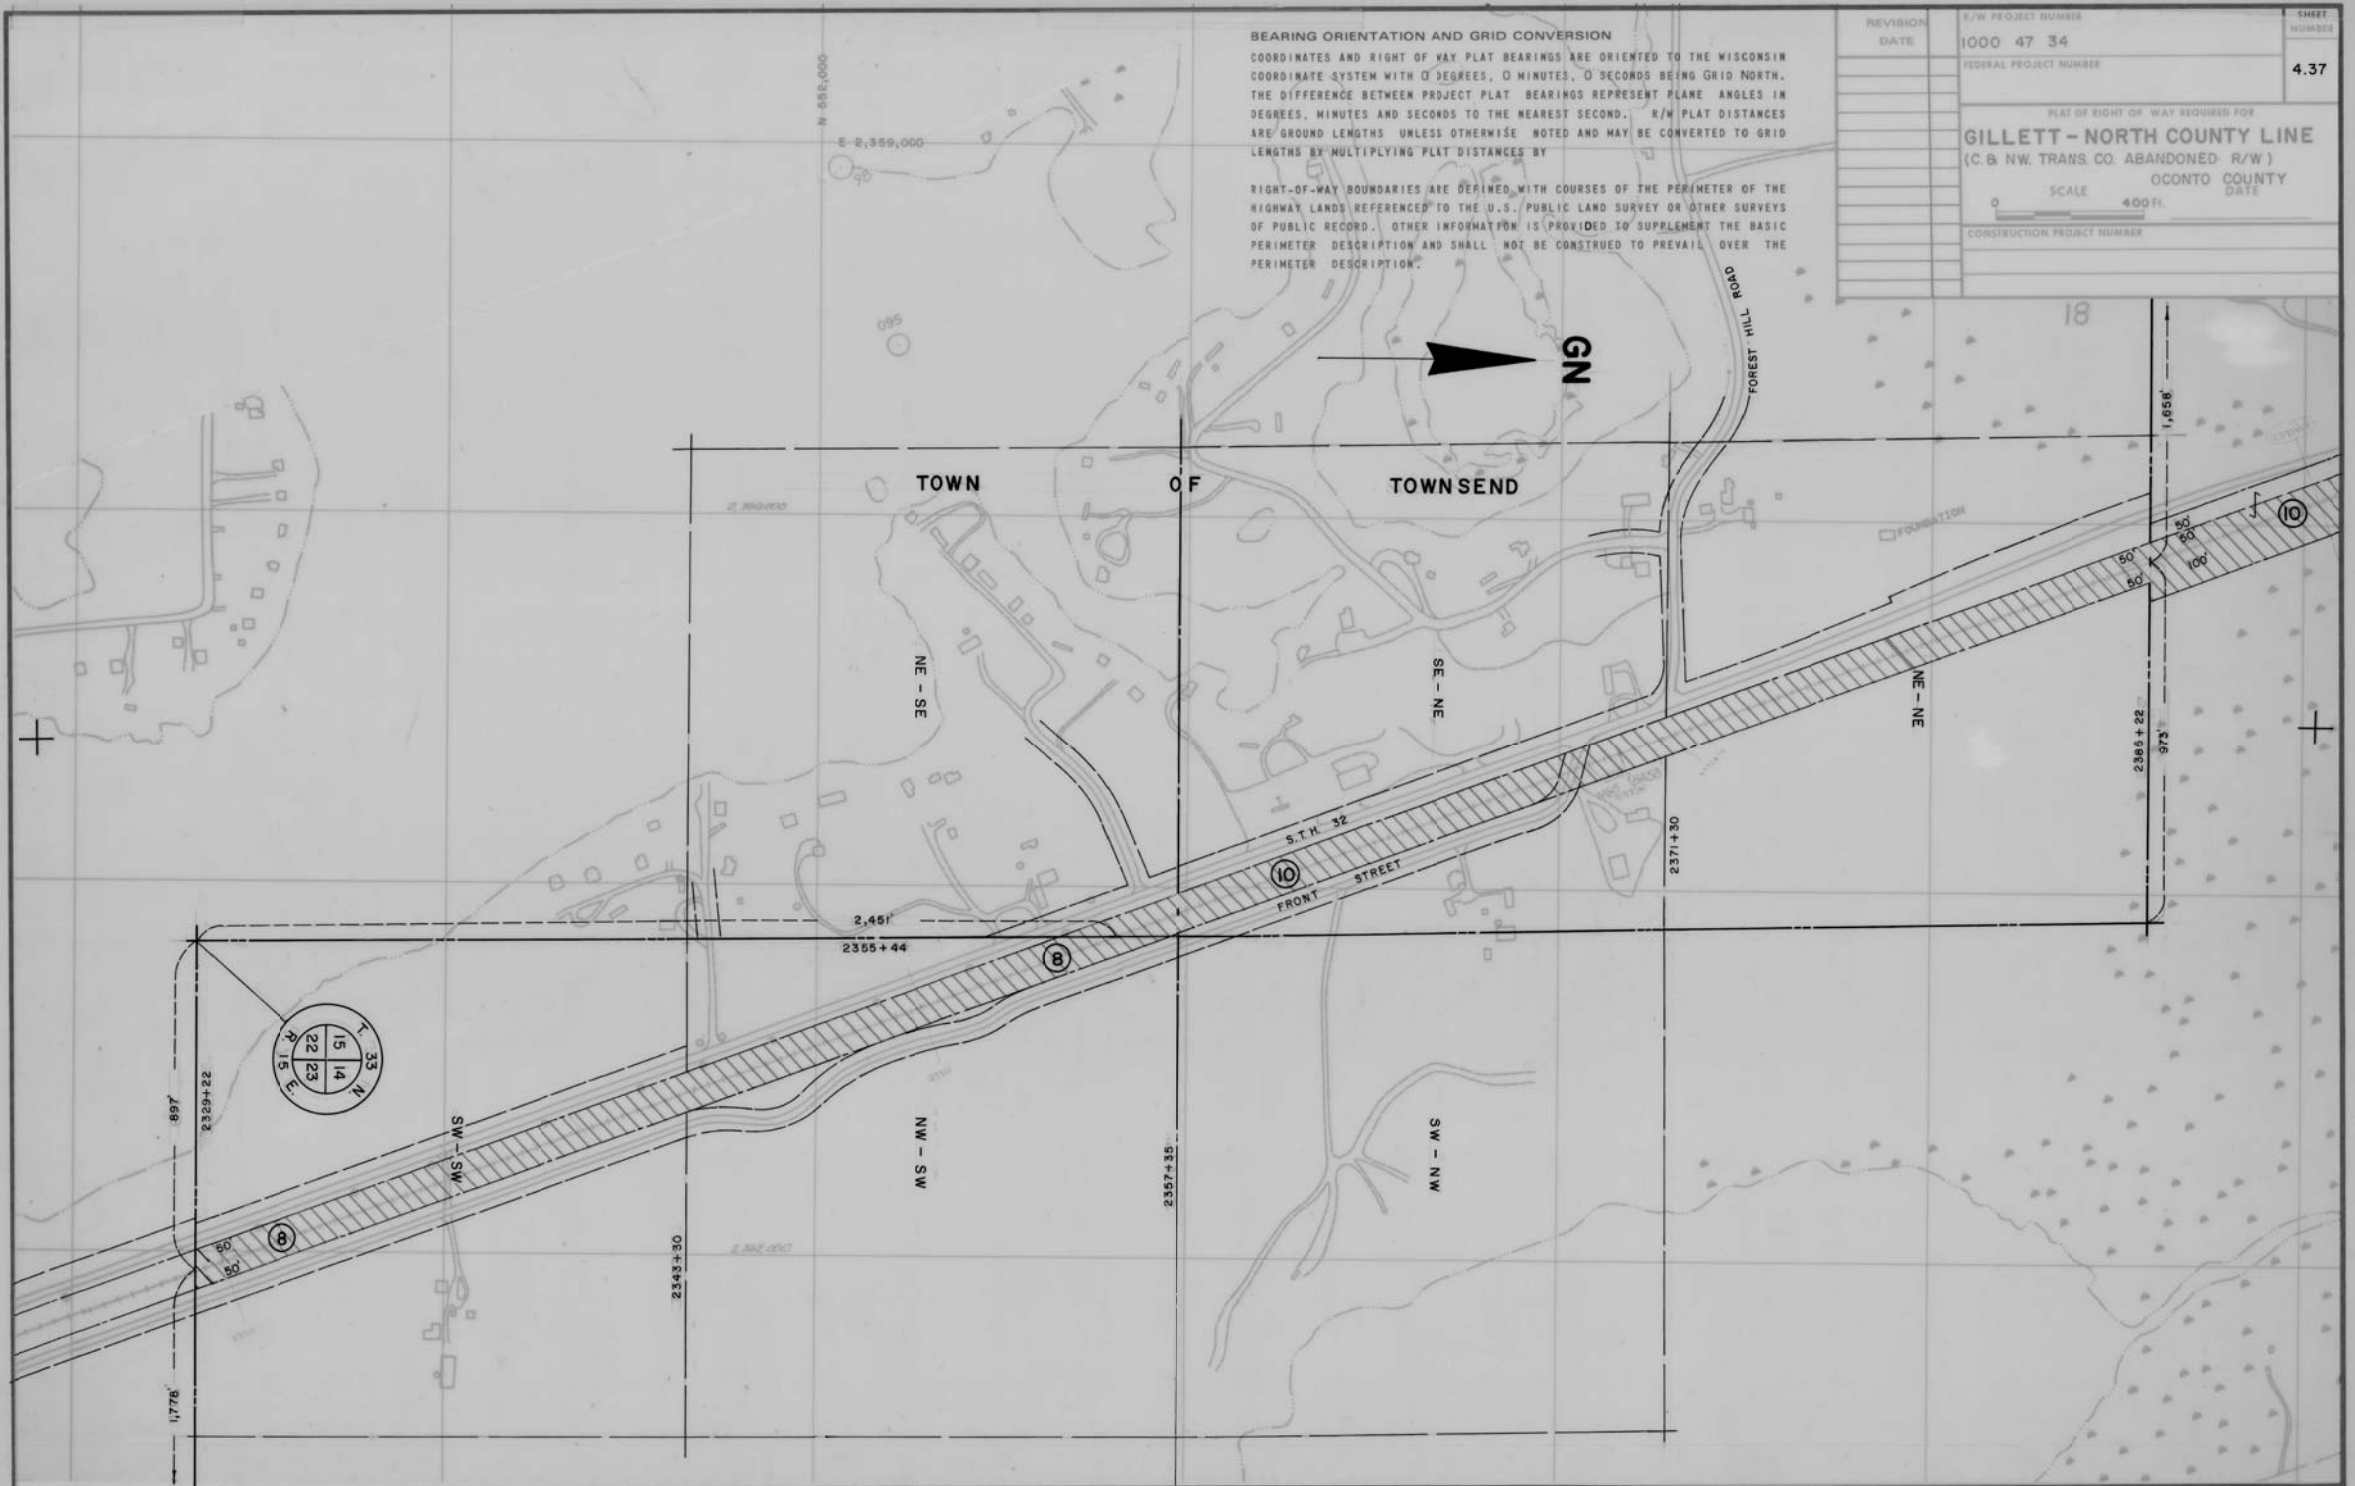 BEARING ORIENTATION AND GRID CONVERSION
COORDINATES AND RIGHT OF WAY PLAT BEARINGS ARE ORIENTED TO THE WISCONSIN
COORDINATE SYSTEM WITH 0 DEGREES, 0 MINUTES, 0 SECONDS BEING GRID NORTH.
THE DIFFERENCE BETWEEN PROJECT PLAT BEARINGS REPRESENT PLANE ANGLES IN
DEGREES, MINUTES AND SECONDS TO THE NEAREST SECOND. R/W PLAT DISTANCES
ARE GROUND LENGTHS UNLESS OTHERWISE NOTED AND MAY BE CONVERTED TO GRID
LENGTHS BY MULTIPLYING PLAT DISTANCES BY
RIGHT-OF-WAY BOUNDARIES ARE DEFINED WITH COURSES OF THE PERIMETER OF THE
HIGHWAY LANDS REFERENCED TO THE U.S. PUBLIC LAND SURVEY OR OTHER SURVEYS
OF PUBLIC RECORD. OTHER INFORMATION IS PROVIDED TO SUPPLEMENT THE BASIC
PERIMETER DESCRIPTION AND SHALL NOT BE CONSTRUED TO PREVAIL OVER THE
PERIMETER DESCRIPTION.
REVISION
DATE
R/W PROJECT NUMBER
1000 47 34
FEDERAL PROJECT NUMBER
SHEET
NUMBER
4.37
PLAT OF RIGHT OF WAY REQUIRED FOR
GILLETT - NORTH COUNTY LINE
(C. & NW. TRANS. CO. ABANDONED R/W)
OCONTO COUNTY
SCALE
DATE
0 400 FT.
CONSTRUCTION PROJECT NUMBER
N 552,000
E 2,359,000
98
095
18
GN
FOREST HILL ROAD
1,658'
TOWN OF TOWNSEND
2,360,000
FOUNDATION
10
50'
50'
100'
50'
50'
NE - SE
SE - NE
NE - NE
2386+22
973'
S.T.H. 32
10
FRONT STREET
2371+30
2,451'
2355+44
8
T. 33 N.
R. 15 E.
15 14
22 23
897'
2329+22
SW - SW
NW - SW
SW - NW
2357+35
50'
50'
8
2343+30
2,362,000
1,778'